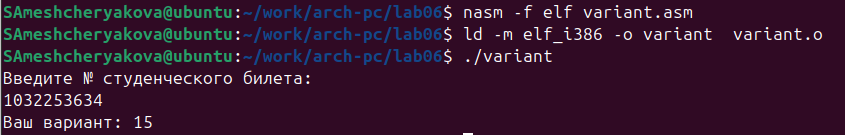 SAmeshcheryakova@ubuntu:~/work/arch-pc/lab06$ nasm -f elf variant.asm
SAmeshcheryakova@ubuntu:~/work/arch-pc/lab06$ ld -m elf_i386 -o variant  variant.o
SAmeshcheryakova@ubuntu:~/work/arch-pc/lab06$ ./variant
Введите № студенческого билета:
1032253634
Ваш вариант: 15